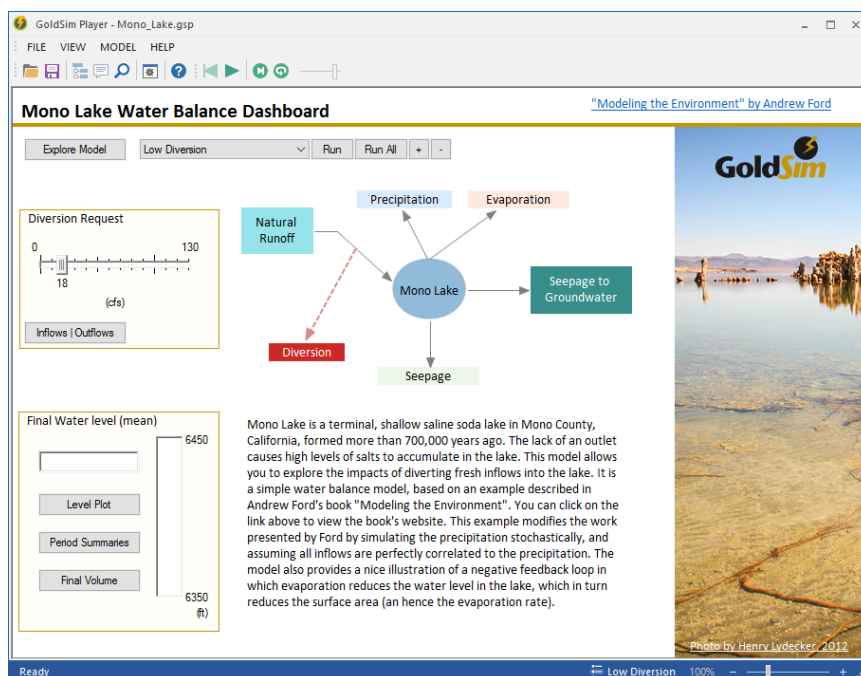 GoldSim Player - Mono_Lake.gsp
FILE VIEW MODEL HELP
Mono Lake Water Balance Dashboard
"Modeling the Environment" by Andrew Ford
Explore Model
Low Diversion
Run
Run All
+
-
GoldSim
Diversion Request
0
130
18
(cfs)
Inflows | Outflows
Precipitation
Evaporation
Natural
Runoff
Mono Lake
Seepage to
Groundwater
Diversion
Seepage
Final Water level (mean)
6450
Level Plot
Period Summaries
Final Volume
6350
(ft)
Mono Lake is a terminal, shallow saline soda lake in Mono County,
California, formed more than 700,000 years ago. The lack of an outlet
causes high levels of salts to accumulate in the lake. This model allows
you to explore the impacts of diverting fresh inflows into the lake. It is
a simple water balance model, based on an example described in
Andrew Ford's book "Modeling the Environment". You can click on the
link above to view the book's website. This example modifies the work
presented by Ford by simulating the precipitation stochastically, and
assuming all inflows are perfectly correlated to the precipitation. The
model also provides a nice illustration of a negative feedback loop in
which evaporation reduces the water level in the lake, which in turn
reduces the surface area (an hence the evaporation rate).
Photo by Henry Lydecker, 2012
Ready
Low Diversion
100%